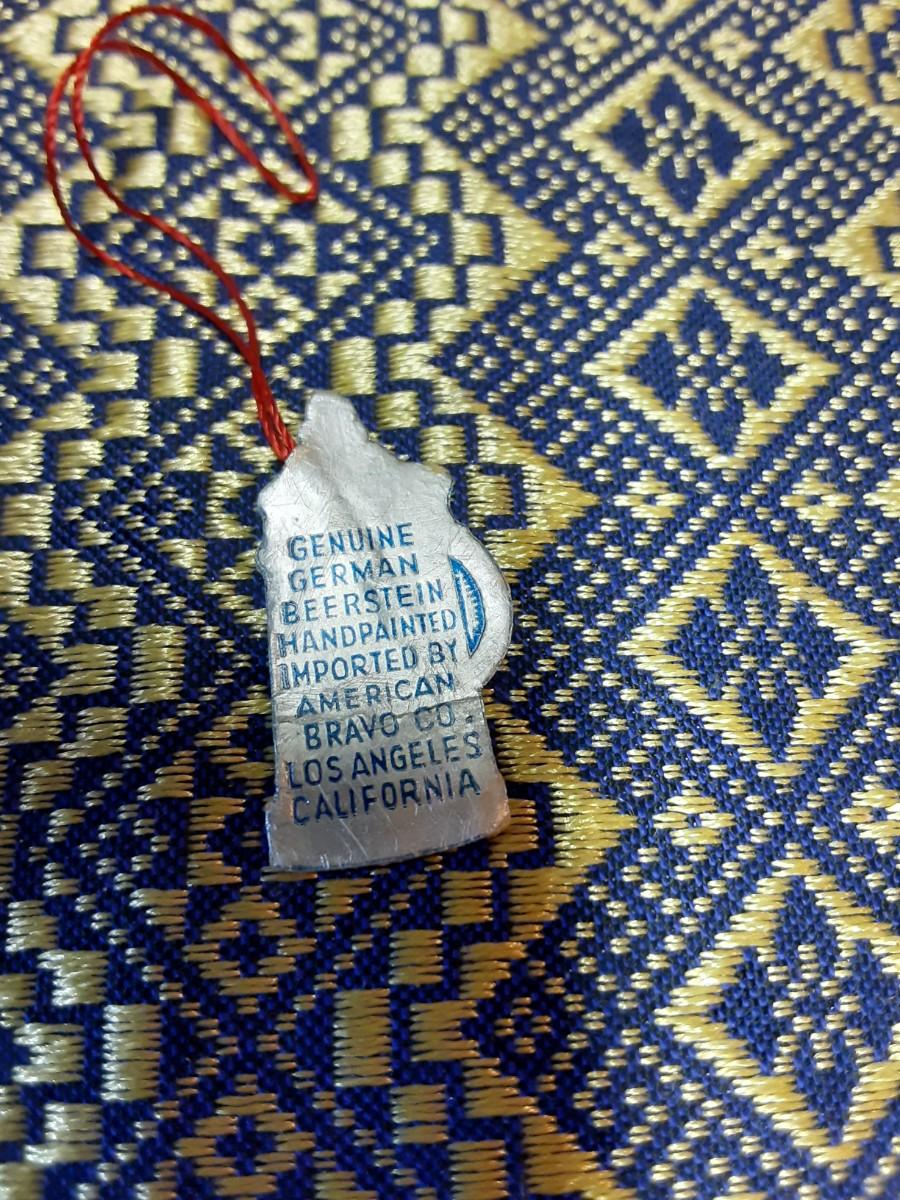 GENUINE
GERMAN
BEERSTEIN
HANDPAINTED
IMPORTED BY
AMERICAN
BRAVO CO.
LOS ANGELES
CALIFORNIA